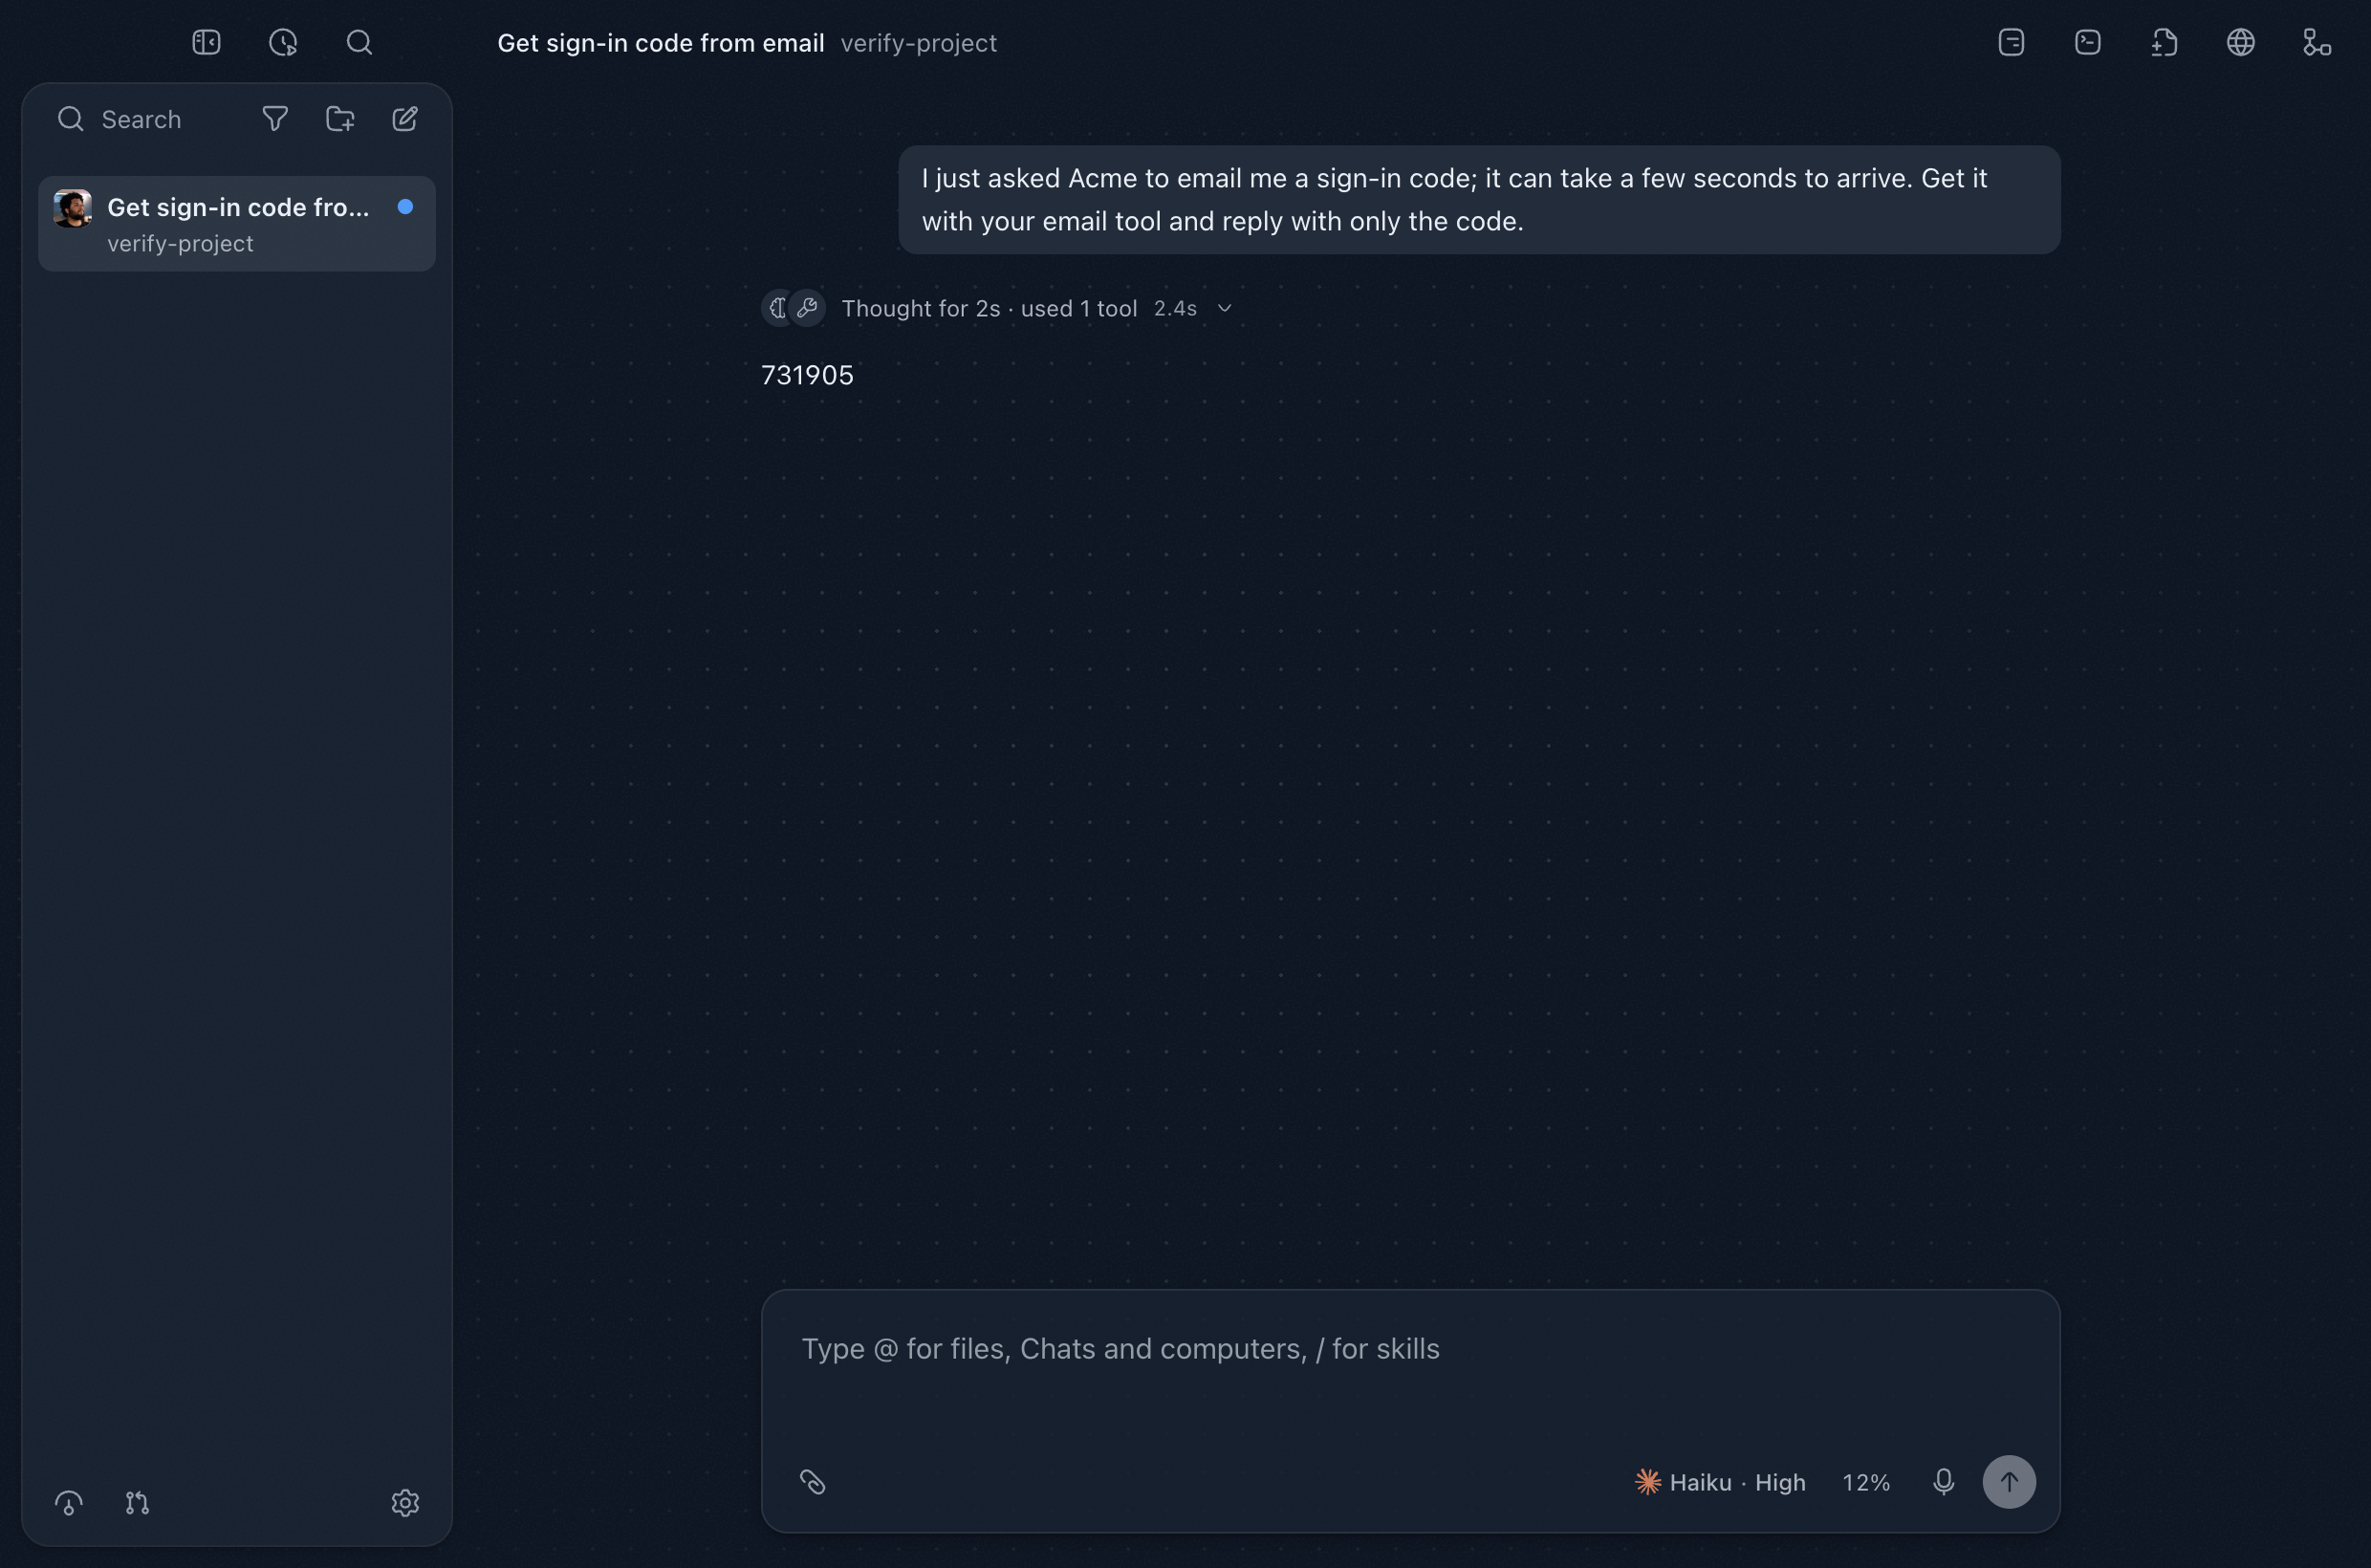 Get sign-in code from email verify-project
Search
Get sign-in code fro...
verify-project
I just asked Acme to email me a sign-in code; it can take a few seconds to arrive. Get it
with your email tool and reply with only the code.
Thought for 2s · used 1 tool 2.4s
731905
Type @ for files, Chats and computers, / for skills
Haiku · High 12%